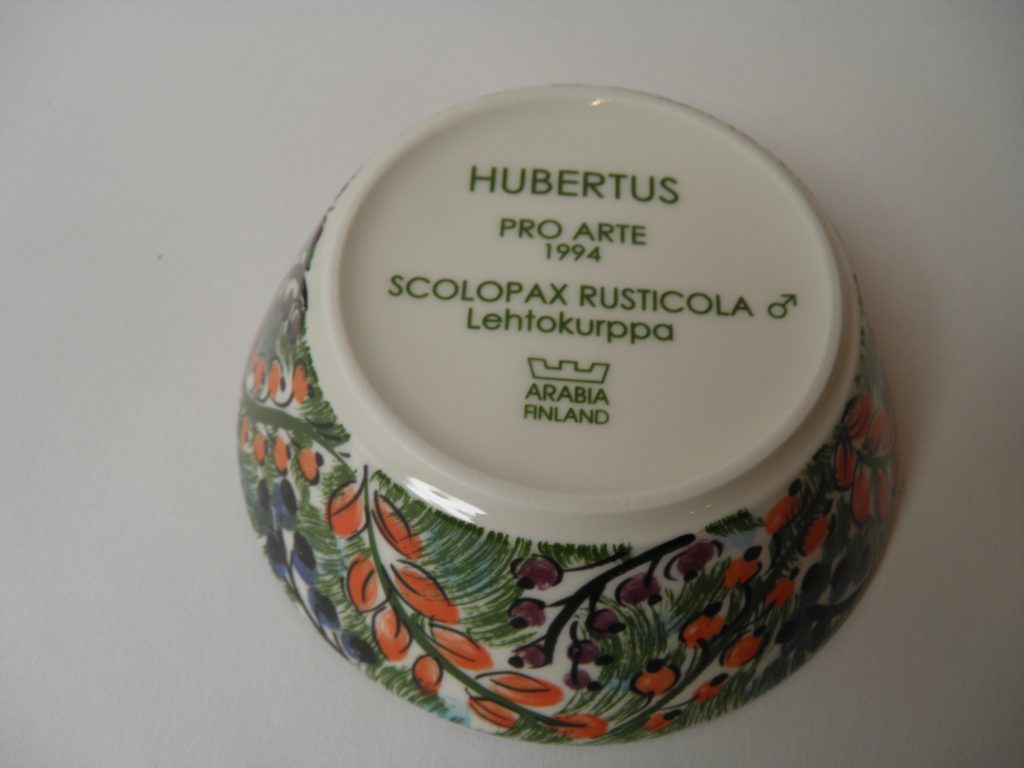 HUBERTUS
PRO ARTE
1994
SCOLOPAX RUSTICOLA ♂
Lehtokurppa
ARABIA
FINLAND